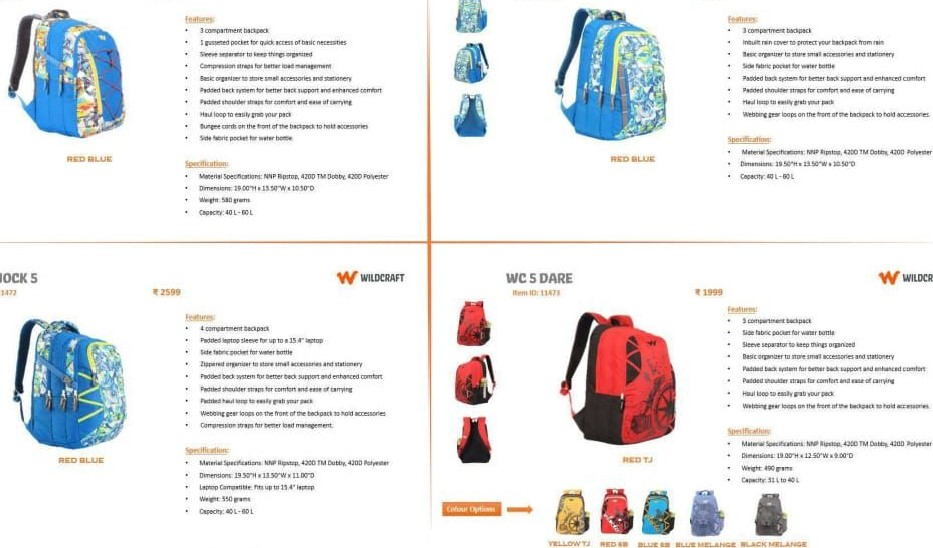 Features:
• 3 compartment backpack
• 1 gusseted pocket for quick access of basic necessities
• Sleeve separator to keep things organized
• Compression straps for better load management
• Basic organizer to store small accessories and stationery
• Padded back system for better back support and enhanced comfort
• Padded shoulder straps for comfort and ease of carrying
• Haul loop to easily grab your pack
• Bungee cords on the front of the backpack to hold accessories
• Side fabric pocket for water bottle.
RED BLUE
Specification:
• Material Specifications: NNP Ripstop, 420D TM Dobby, 420D Polyester
• Dimensions: 19.00"H x 13.50"W x 10.50"D
• Weight: 580 grams
• Capacity: 40 L - 60 L
Features:
• 3 compartment backpack
• Inbuilt rain cover to protect your backpack from rain
• Basic organizer to store small accessories and stationery
• Side fabric pocket for water bottle
• Padded back system for better back support and enhanced comfort
• Padded shoulder straps for comfort and ease of carrying
• Haul loop to easily grab your pack
• Webbing gear loops on the front of the backpack to hold accessories.
RED BLUE
Specification:
• Material Specifications: NNP Ripstop, 420D TM Dobby, 420D Polyester
• Dimensions: 19.50"H x 13.50"W x 10.50"D
• Capacity: 40 L - 60 L
JOCK 5
11472
₹ 2599
WILDCRAFT
Features:
• 4 compartment backpack
• Padded laptop sleeve for up to a 15.4" laptop
• Side fabric pocket for water bottle
• Zippered organizer to store small accessories and stationery
• Padded back system for better back support and enhanced comfort
• Padded shoulder straps for comfort and ease of carrying
• Padded haul loop to easily grab your pack
• Webbing gear loops on the front of the backpack to hold accessories
• Compression straps for better load management.
RED BLUE
Specification:
• Material Specifications: NNP Ripstop, 420D TM Dobby, 420D Polyester
• Dimensions: 19.50"H x 13.50"W x 11.00"D
• Laptop Compatible: Fits up to 15.4" laptop
• Weight: 550 grams
• Capacity: 40 L - 60 L
WC 5 DARE
Item ID: 11473
₹ 1999
WILDCR
Features:
• 3 compartment backpack
• Side fabric pocket for water bottle
• Sleeve separator to keep things organized
• Basic organizer to store small accessories and stationery
• Padded back system for better back support and enhanced comfort
• Padded shoulder straps for comfort and ease of carrying
• Haul loop to easily grab your pack
• Webbing gear loops on the front of the backpack to hold accessories.
RED TJ
Specification:
• Material Specifications: NNP Ripstop, 420D TM Dobby, 420D Polyester
• Dimensions: 19.00"H x 12.50"W x 9.00"D
• Weight: 490 grams
• Capacity: 31 L to 40 L
Colour Options
YELLOW TJ RED 6B BLUE 6B BLUE MELANGE BLACK MELANGE